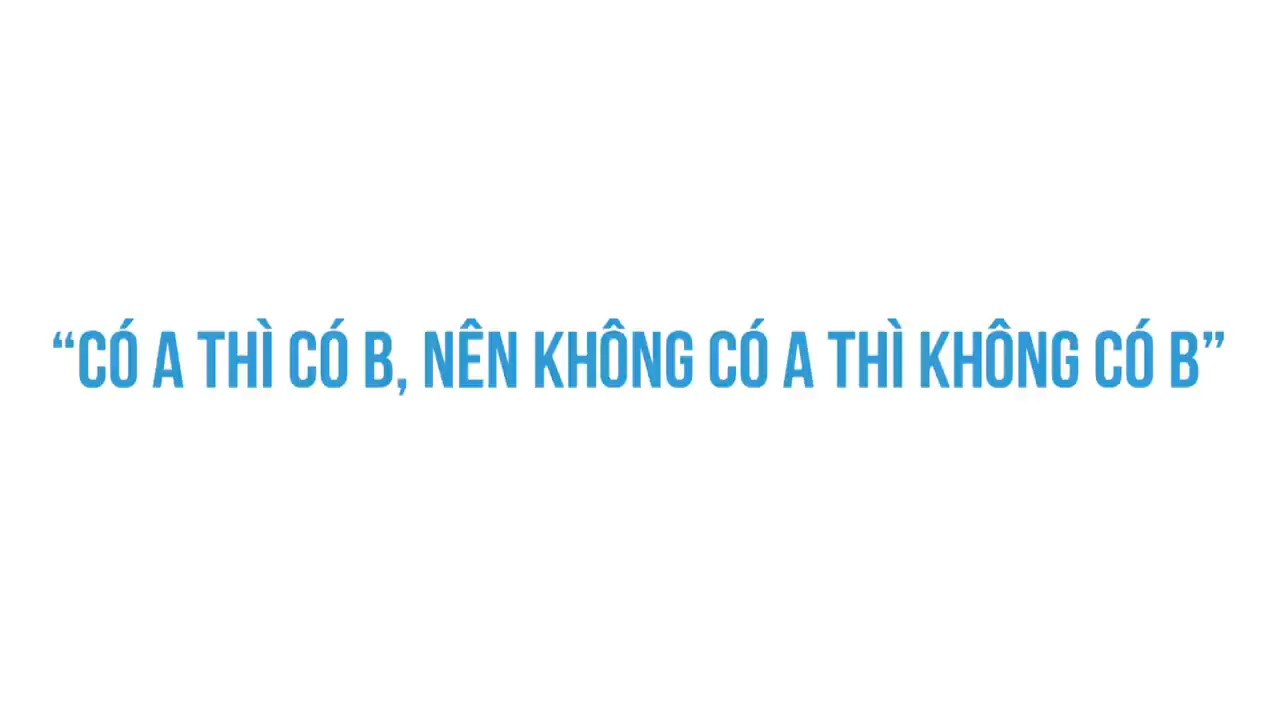 “CÓ A THÌ CÓ B, NÊN KHÔNG CÓ A THÌ KHÔNG CÓ B”